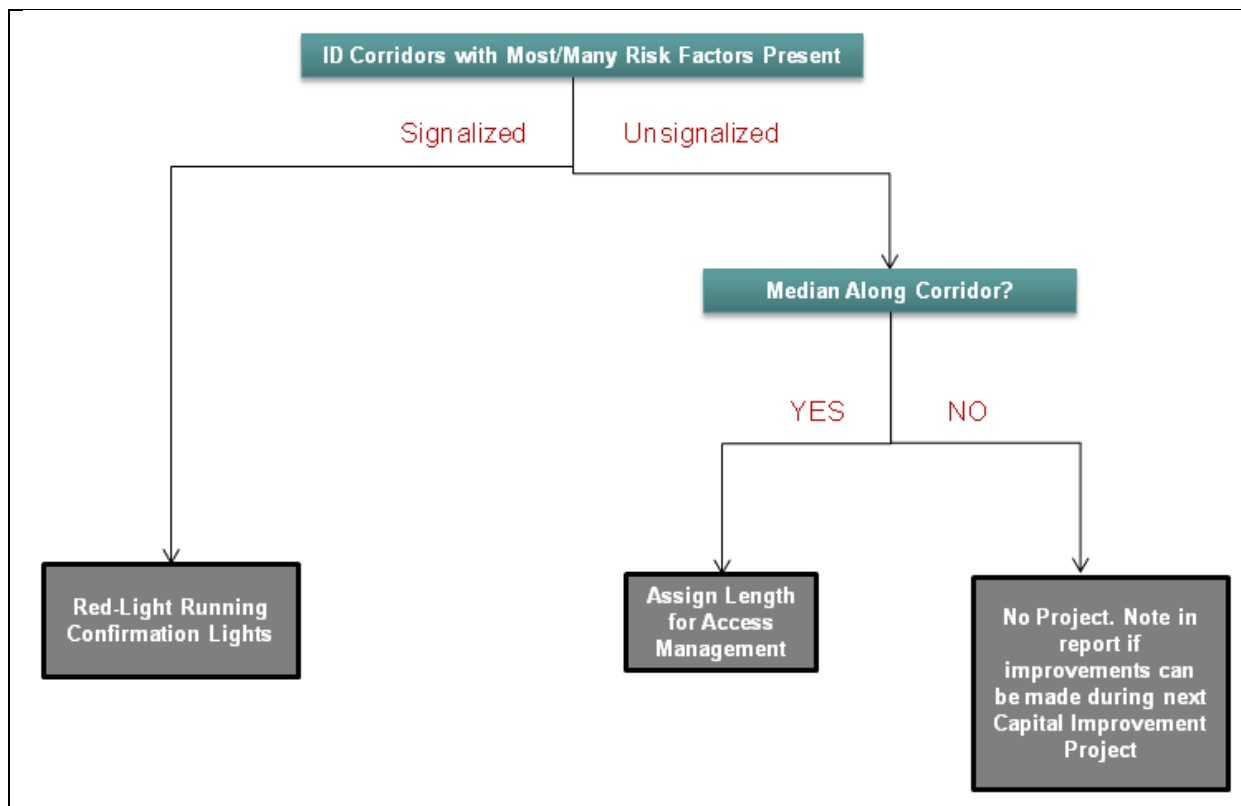 ID Corridors with Most/Many Risk Factors Present
Signalized
Unsignalized
Median Along Corridor?
YES
NO
Red-Light Running
Confirmation Lights
Assign Length
for Access
Management
No Project. Note in
report if
improvements can
be made during next
Capital Improvement
Project